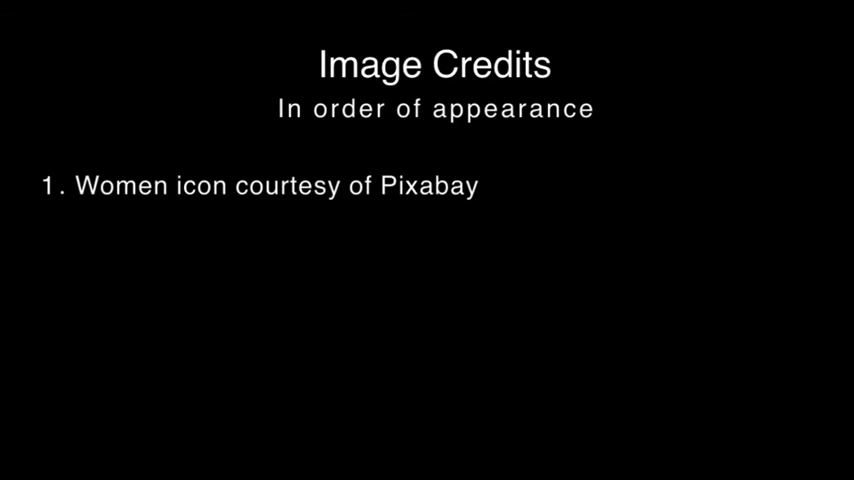 Image Credits
In order of appearance
1. Women icon courtesy of Pixabay